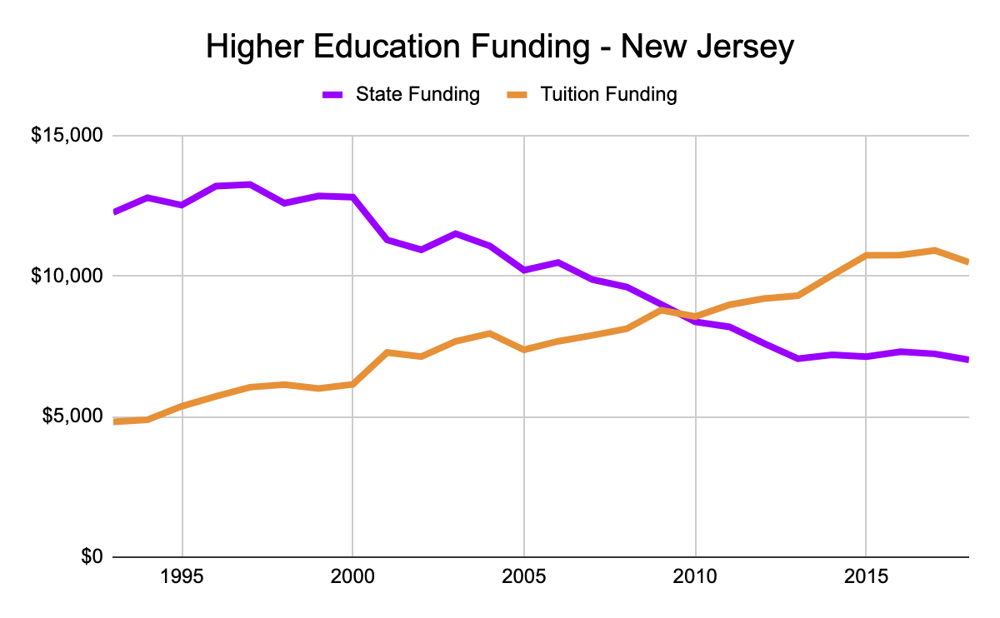 Higher Education Funding - New Jersey
State Funding Tuition Funding
$15,000
$10,000
$5,000
$0
1995 2000 2005 2010 2015